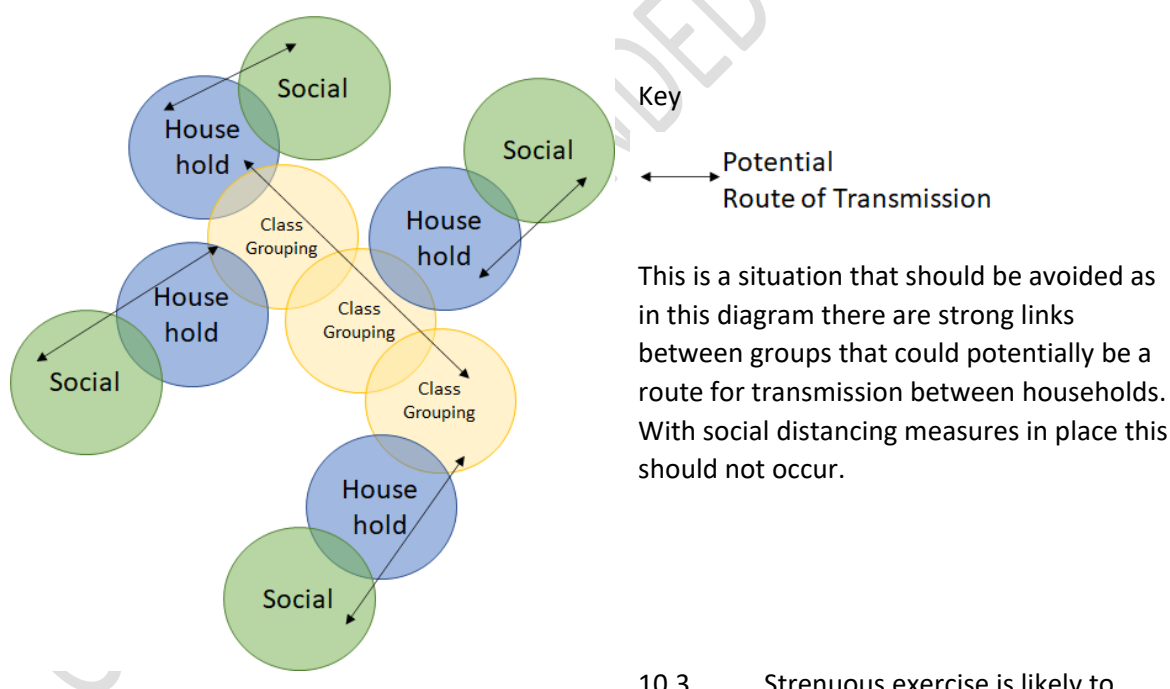 Social
House
hold
Class
Grouping
House
hold
Social
Social
House
hold
Class
Grouping
Class
Grouping
House
hold
Social
Key
Potential
Route of Transmission
This is a situation that should be avoided as
in this diagram there are strong links
between groups that could potentially be a
route for transmission between households.
With social distancing measures in place this
should not occur.
10.3 Strenuous exercise is likely to